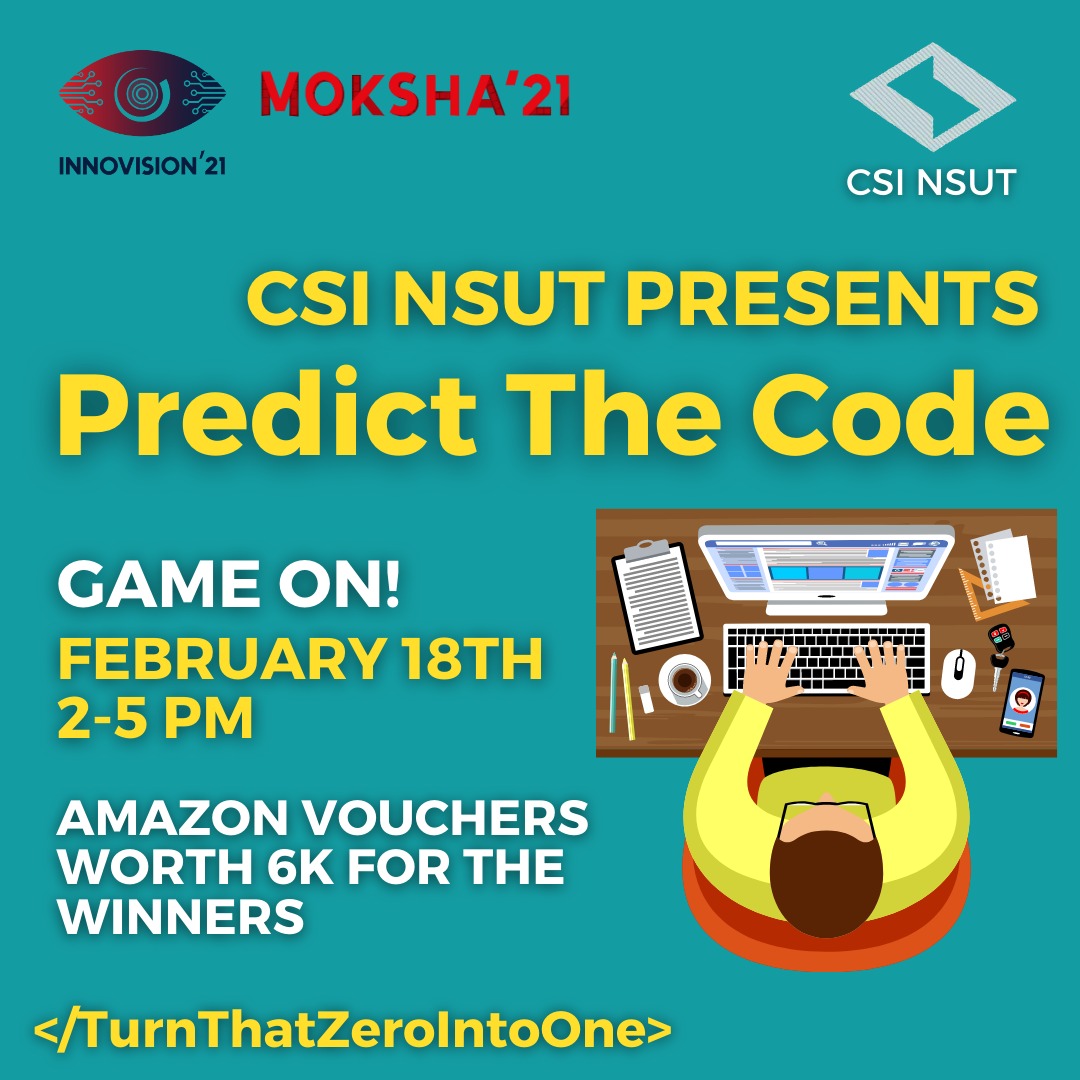 MOKSHA'21
INNOVISION'21
CSI NSUT
CSI NSUT PRESENTS
Predict The Code
GAME ON!
FEBRUARY 18TH
2-5 PM
AMAZON VOUCHERS
WORTH 6K FOR THE
WINNERS
</TurnThatZeroIntoOne>